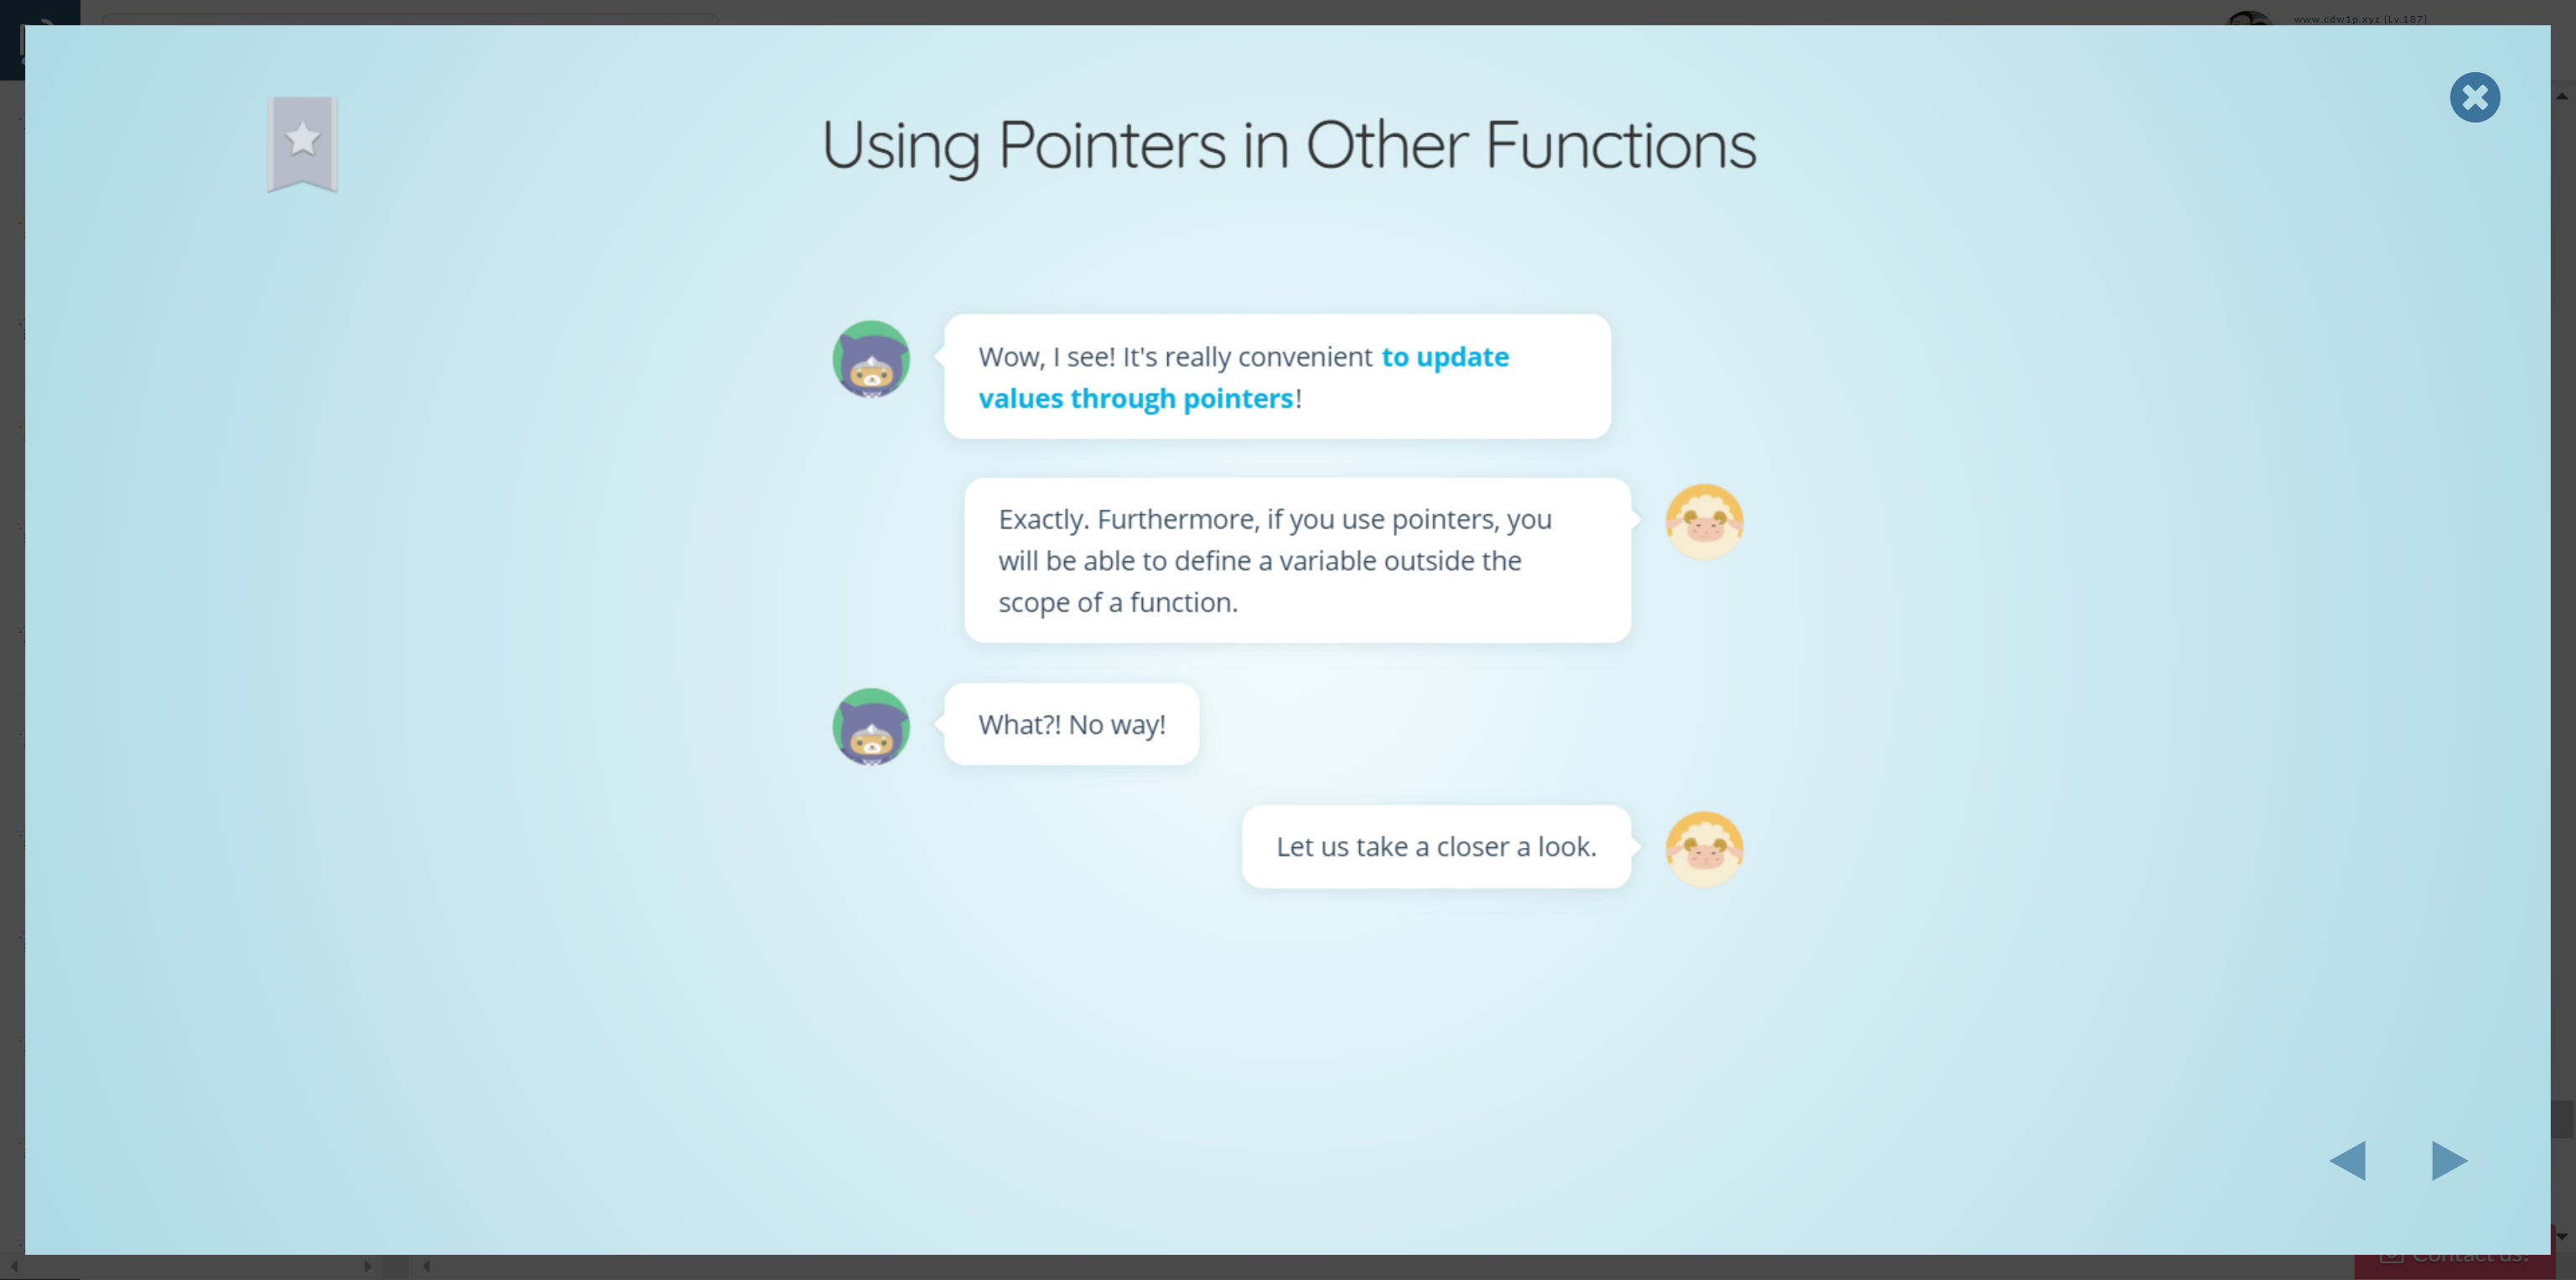 www.cdw1p.xyz (Lv.187)
Using Pointers in Other Functions
Wow, I see! It's really convenient to update
values through pointers!
Exactly. Furthermore, if you use pointers, you
will be able to define a variable outside the
scope of a function.
What?! No way!
Let us take a closer a look.
Contact us!